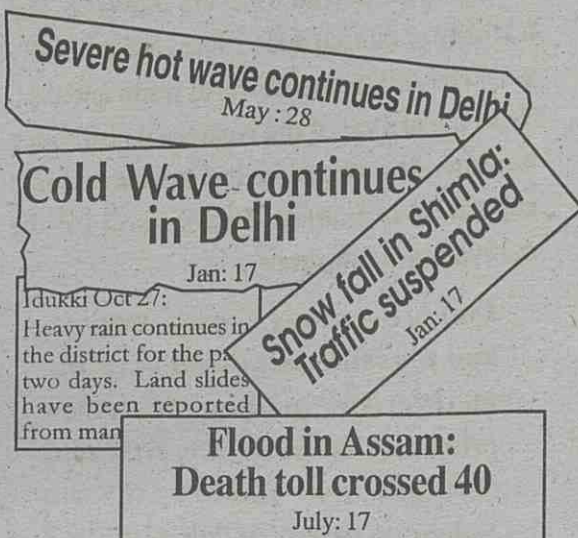 Severe hot wave continues in Delhi
May : 28
Cold Wave continues
in Delhi
Jan: 17
Snow fall in Shimla:
Traffic suspended
Jan: 17
Idukki Oct 27:
Heavy rain continues in
the district for the
two days. Land slides
have been reported
from
Flood in Assam:
Death toll crossed 40
July: 17